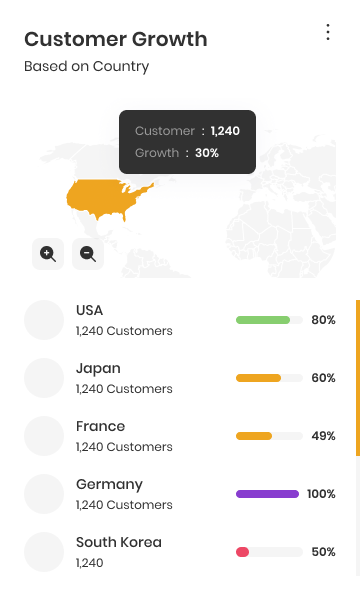 Customer Growth
Based on Country
Customer : 1,240
Growth : 30%
USA
1,240 Customers
80%
Japan
1,240 Customers
60%
France
1,240 Customers
49%
Germany
1,240 Customers
100%
South Korea
1,240
50%